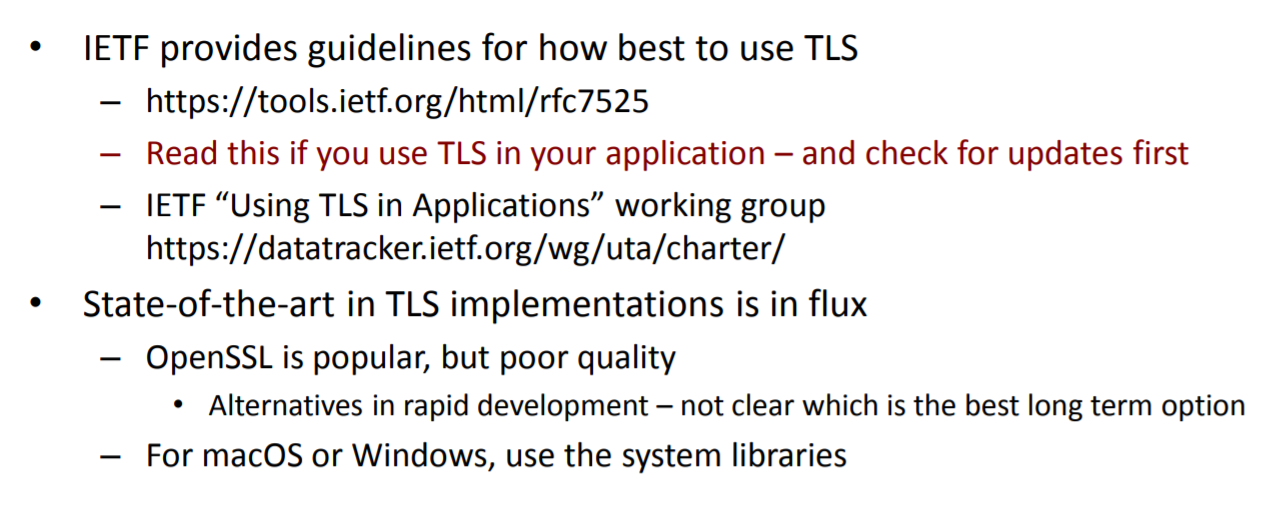 • IETF provides guidelines for how best to use TLS
– https://tools.ietf.org/html/rfc7525
– Read this if you use TLS in your application – and check for updates first
– IETF “Using TLS in Applications” working group
https://datatracker.ietf.org/wg/uta/charter/
• State-of-the-art in TLS implementations is in flux
– OpenSSL is popular, but poor quality
• Alternatives in rapid development – not clear which is the best long term option
– For macOS or Windows, use the system libraries